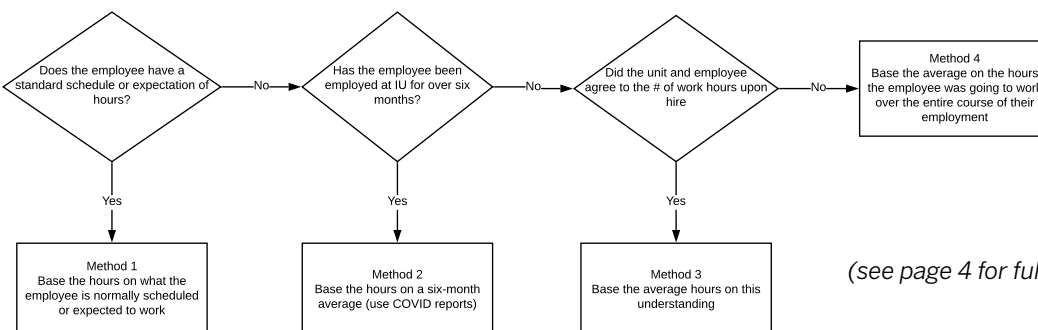 Does the employee have a
standard schedule or expectation of
hours?
No
Has the employee been
employed at IU for over six
months?
No
Did the unit and employee
agree to the # of work hours upon
hire
No
Method 4
Base the average on the hours
the employee was going to work
over the entire course of their
employment
Yes
Yes
Yes
Method 1
Base the hours on what the
employee is normally scheduled
or expected to work
Method 2
Base the hours on a six-month
average (use COVID reports)
Method 3
Base the average hours on this
understanding
(see page 4 for ful